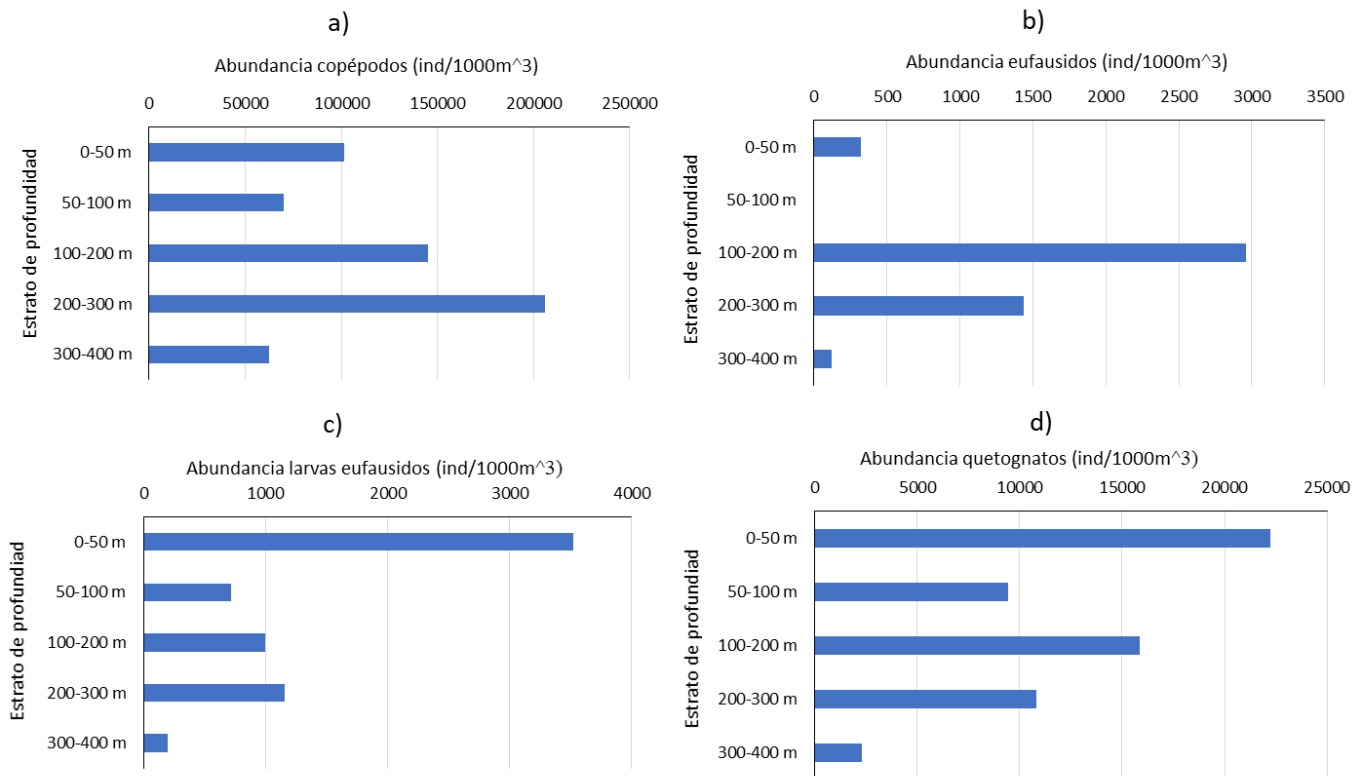 a)
Abundancia copépodos (ind/1000m^3)
0 50000 100000 150000 200000 250000
Estrato de profundidad
0-50 m
50-100 m
100-200 m
200-300 m
300-400 m
b)
Abundancia eufausidos (ind/1000m^3)
0 500 1000 1500 2000 2500 3000 3500
Estrato de profundidad
0-50 m
50-100 m
100-200 m
200-300 m
300-400 m
c)
Abundancia larvas eufausidos (ind/1000m^3)
0 1000 2000 3000 4000
Estrato de profundiad
0-50 m
50-100 m
100-200 m
200-300 m
300-400 m
d)
Abundancia quetognatos (ind/1000m^3)
0 5000 10000 15000 20000 25000
Estrato de profundiad
0-50 m
50-100 m
100-200 m
200-300 m
300-400 m